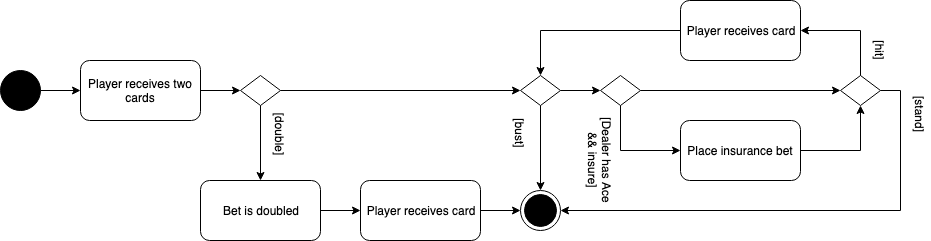 Player receives two
cards
[double]
Bet is doubled
Player receives card
[bust]
[Dealer has Ace
&& insure]
Player receives card
Place insurance bet
[hit]
[stand]